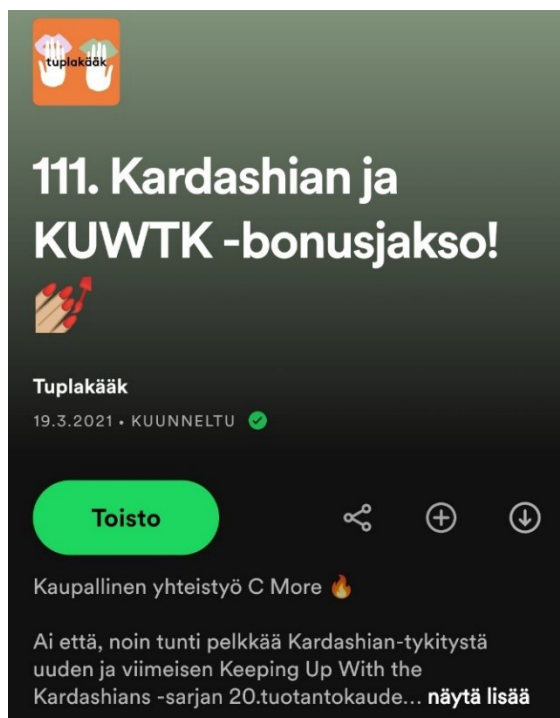 tuplakääk
111. Kardashian ja
KUWTK -bonusjakso!
💅🏼
Tuplakääk
19.3.2021 • KUUNNELTU
Toisto
Kaupallinen yhteistyö C More 🔥
Ai että, noin tunti pelkkää Kardashian-tykitystä
uuden ja viimeisen Keeping Up With the
Kardashians -sarjan 20.tuotantokaude... näytä lisää